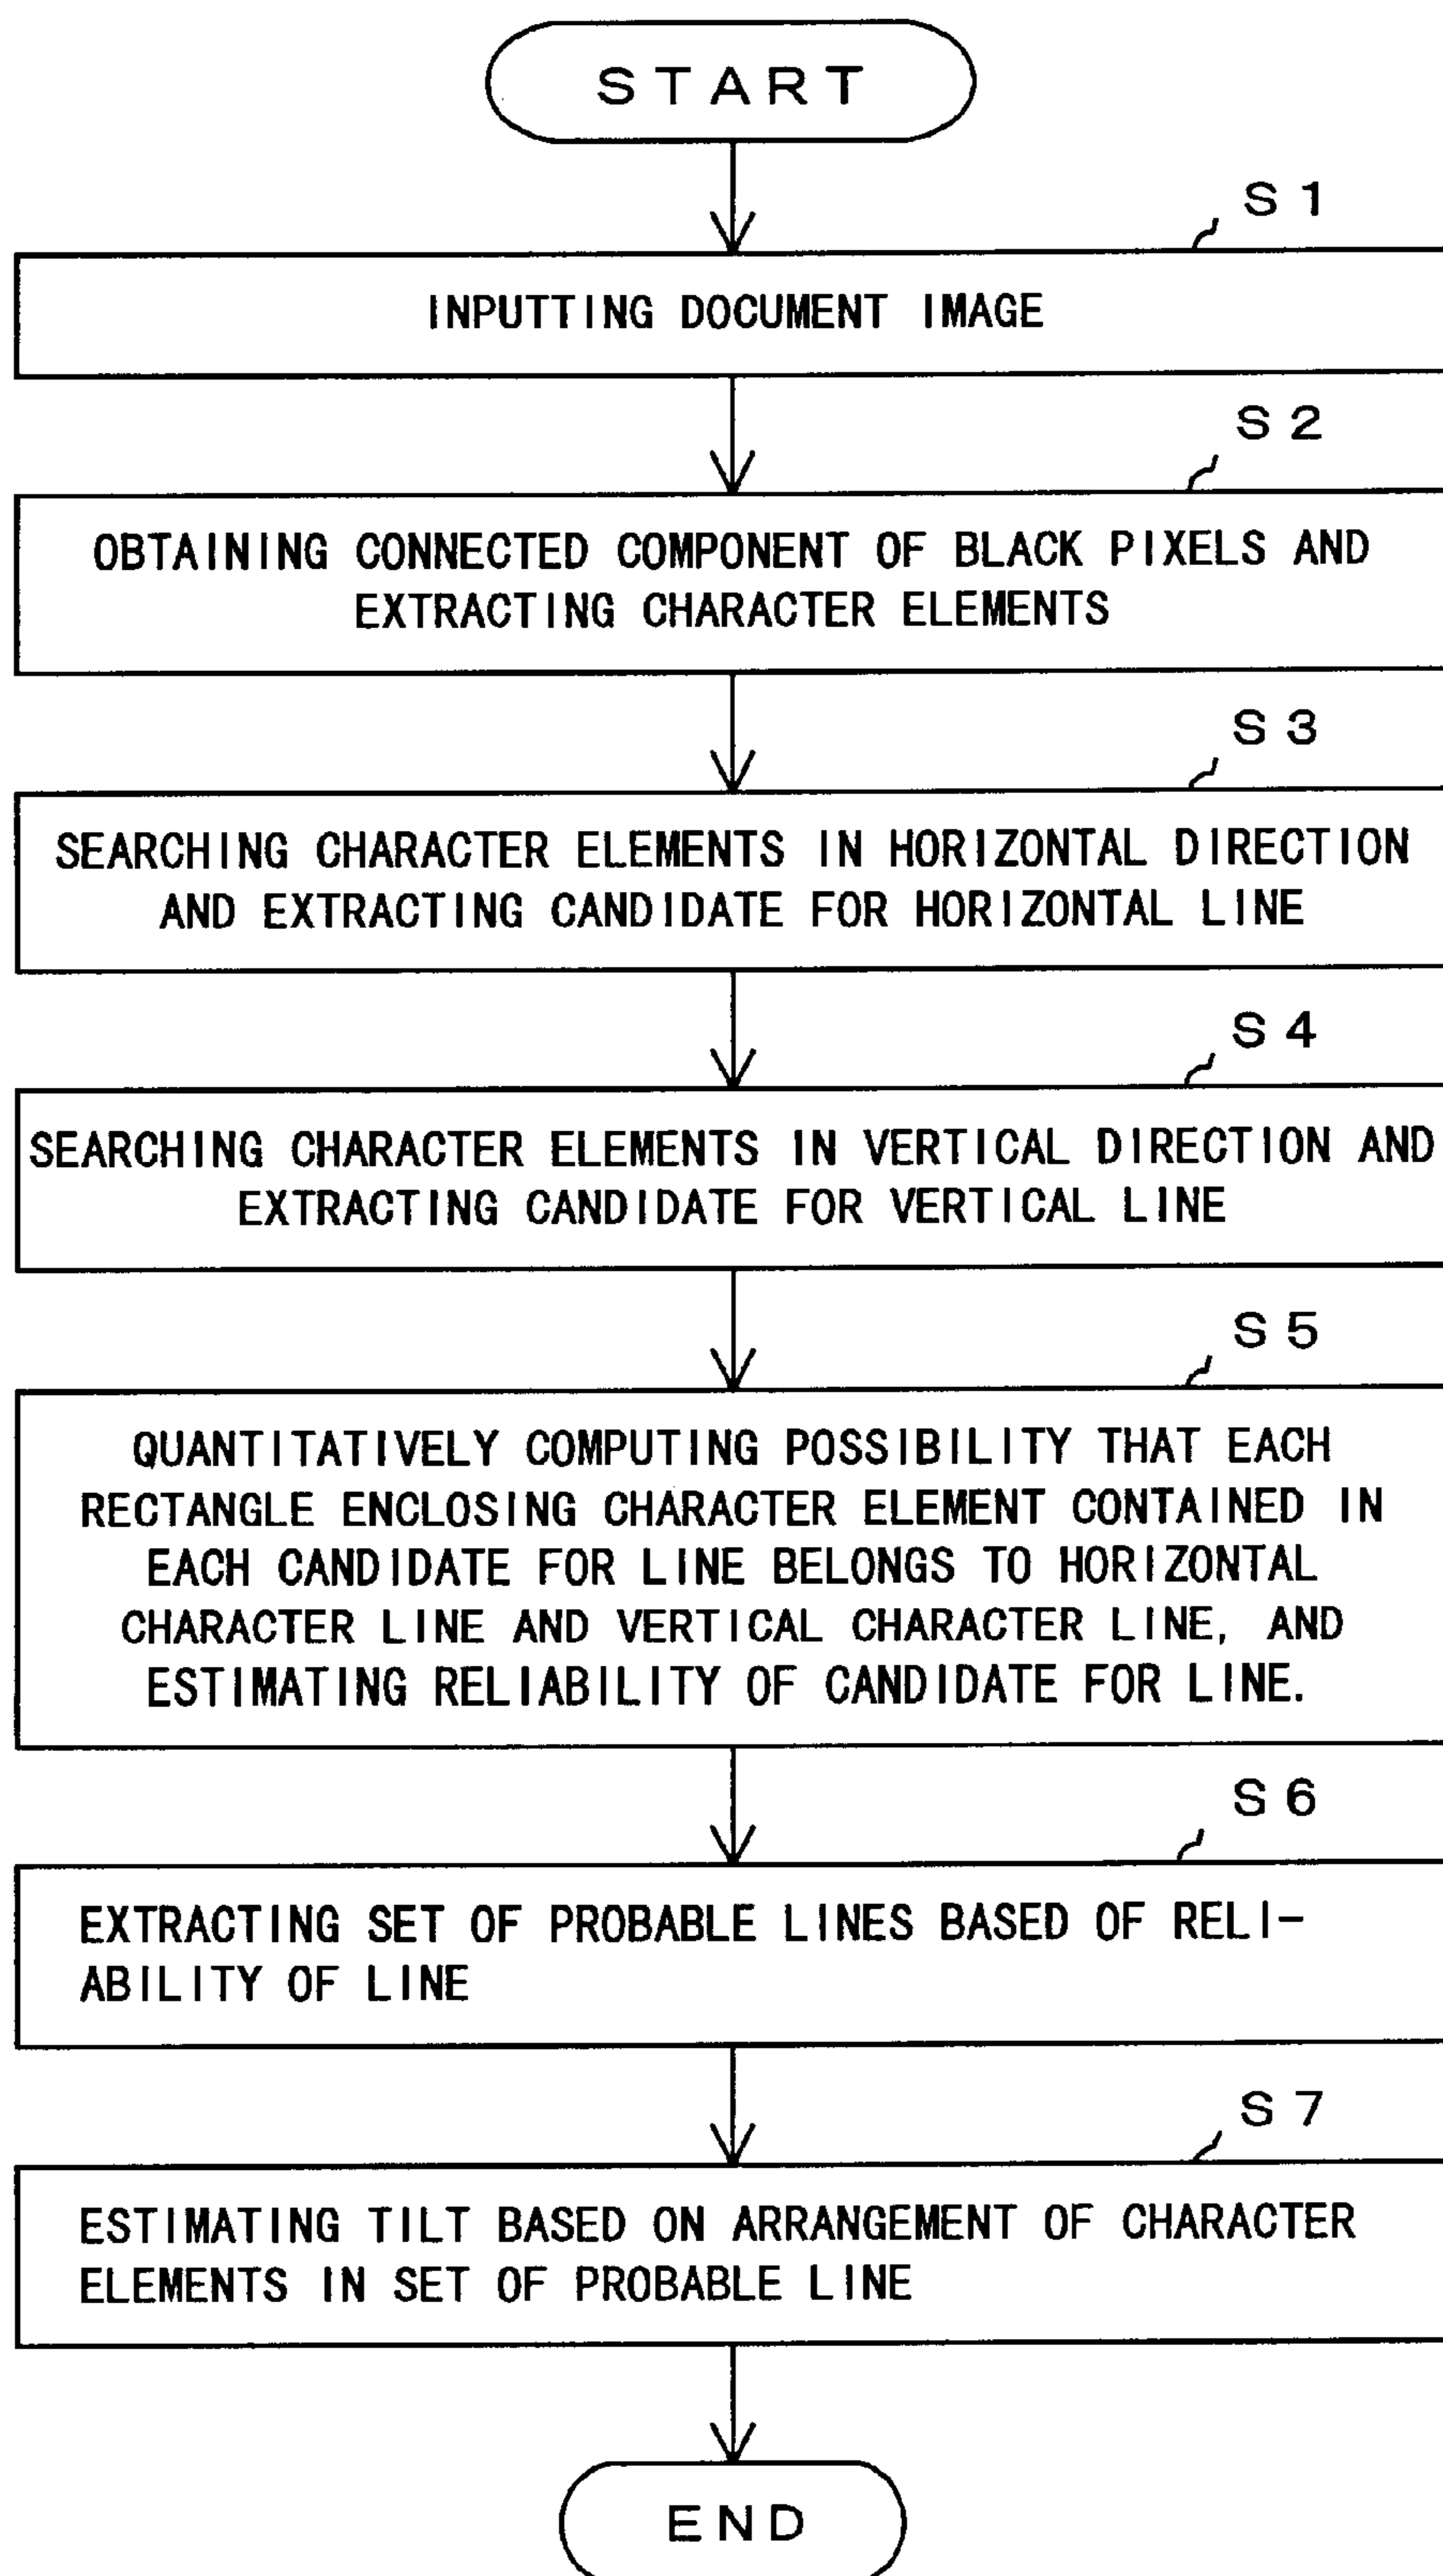 START
S1
INPUTTING DOCUMENT IMAGE
S2
OBTAINING CONNECTED COMPONENT OF BLACK PIXELS AND
EXTRACTING CHARACTER ELEMENTS
S3
SEARCHING CHARACTER ELEMENTS IN HORIZONTAL DIRECTION
AND EXTRACTING CANDIDATE FOR HORIZONTAL LINE
S4
SEARCHING CHARACTER ELEMENTS IN VERTICAL DIRECTION AND
EXTRACTING CANDIDATE FOR VERTICAL LINE
S5
QUANTITATIVELY COMPUTING POSSIBILITY THAT EACH
RECTANGLE ENCLOSING CHARACTER ELEMENT CONTAINED IN
EACH CANDIDATE FOR LINE BELONGS TO HORIZONTAL
CHARACTER LINE AND VERTICAL CHARACTER LINE, AND
ESTIMATING RELIABILITY OF CANDIDATE FOR LINE.
S6
EXTRACTING SET OF PROBABLE LINES BASED OF RELI-
ABILITY OF LINE
S7
ESTIMATING TILT BASED ON ARRANGEMENT OF CHARACTER
ELEMENTS IN SET OF PROBABLE LINE
END